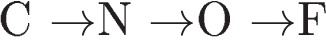 C →N →O →F